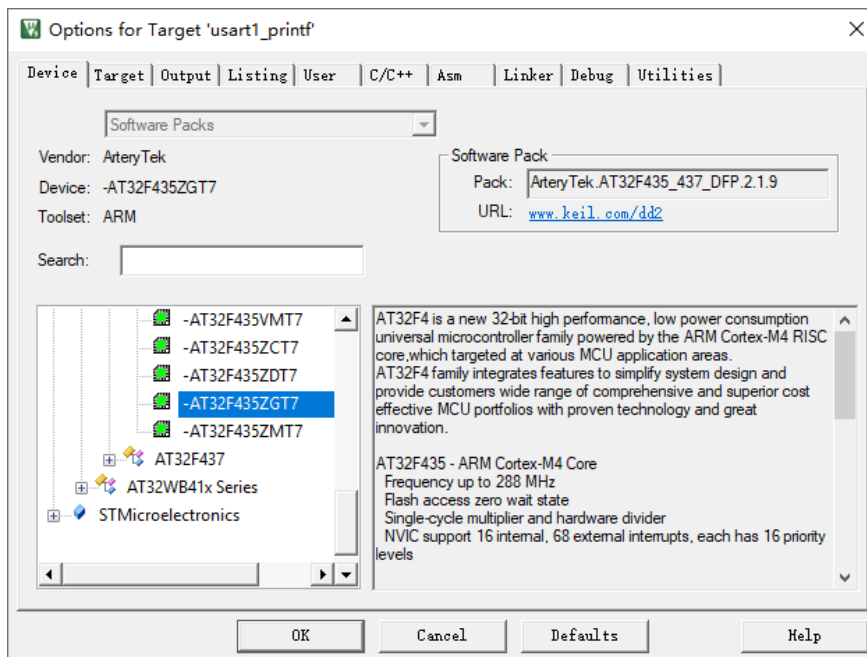 Options for Target 'usart1_printf'
Device Target Output Listing User C/C++ Asm Linker Debug Utilities
Software Packs
Vendor: ArteryTek
Device: -AT32F435ZGT7
Toolset: ARM
Search:
Software Pack
Pack: ArteryTek.AT32F435_437_DFP.2.1.9
URL: www.keil.com/dd2
-AT32F435VMT7
-AT32F435ZCT7
-AT32F435ZDT7
-AT32F435ZGT7
-AT32F435ZMT7
AT32F437
AT32WB41x Series
STMicroelectronics
AT32F4 is a new 32-bit high performance, low power consumption
universal microcontroller family powered by the ARM Cortex-M4 RISC
core,which targeted at various MCU application areas.
AT32F4 family integrates features to simplify system design and
provide customers wide range of comprehensive and superior cost
effective MCU portfolios with proven technology and great
innovation.
AT32F435 - ARM Cortex-M4 Core
Frequency up to 288 MHz
Flash access zero wait state
Single-cycle multiplier and hardware divider
NVIC support 16 internal, 68 external interrupts, each has 16 priority
levels
OK Cancel Defaults Help